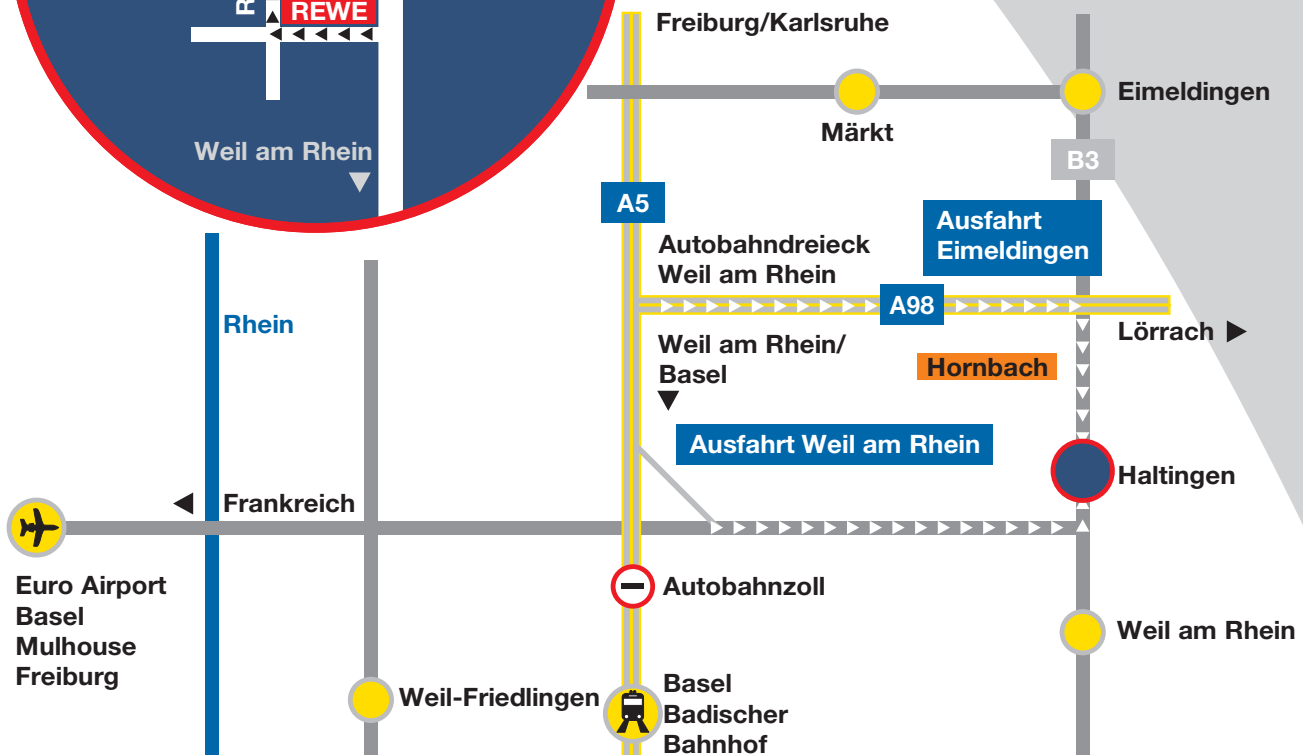 REWE
Weil am Rhein
Freiburg/Karlsruhe
Märkt
Eimeldingen
B3
A5
Ausfahrt
Eimeldingen
Autobahndreieck
Weil am Rhein
A98
Lörrach
Rhein
Weil am Rhein/
Basel
Hornbach
Ausfahrt Weil am Rhein
Haltingen
Frankreich
Euro Airport
Basel
Mulhouse
Freiburg
Autobahnzoll
Weil am Rhein
Weil-Friedlingen
Basel
Badischer
Bahnhof